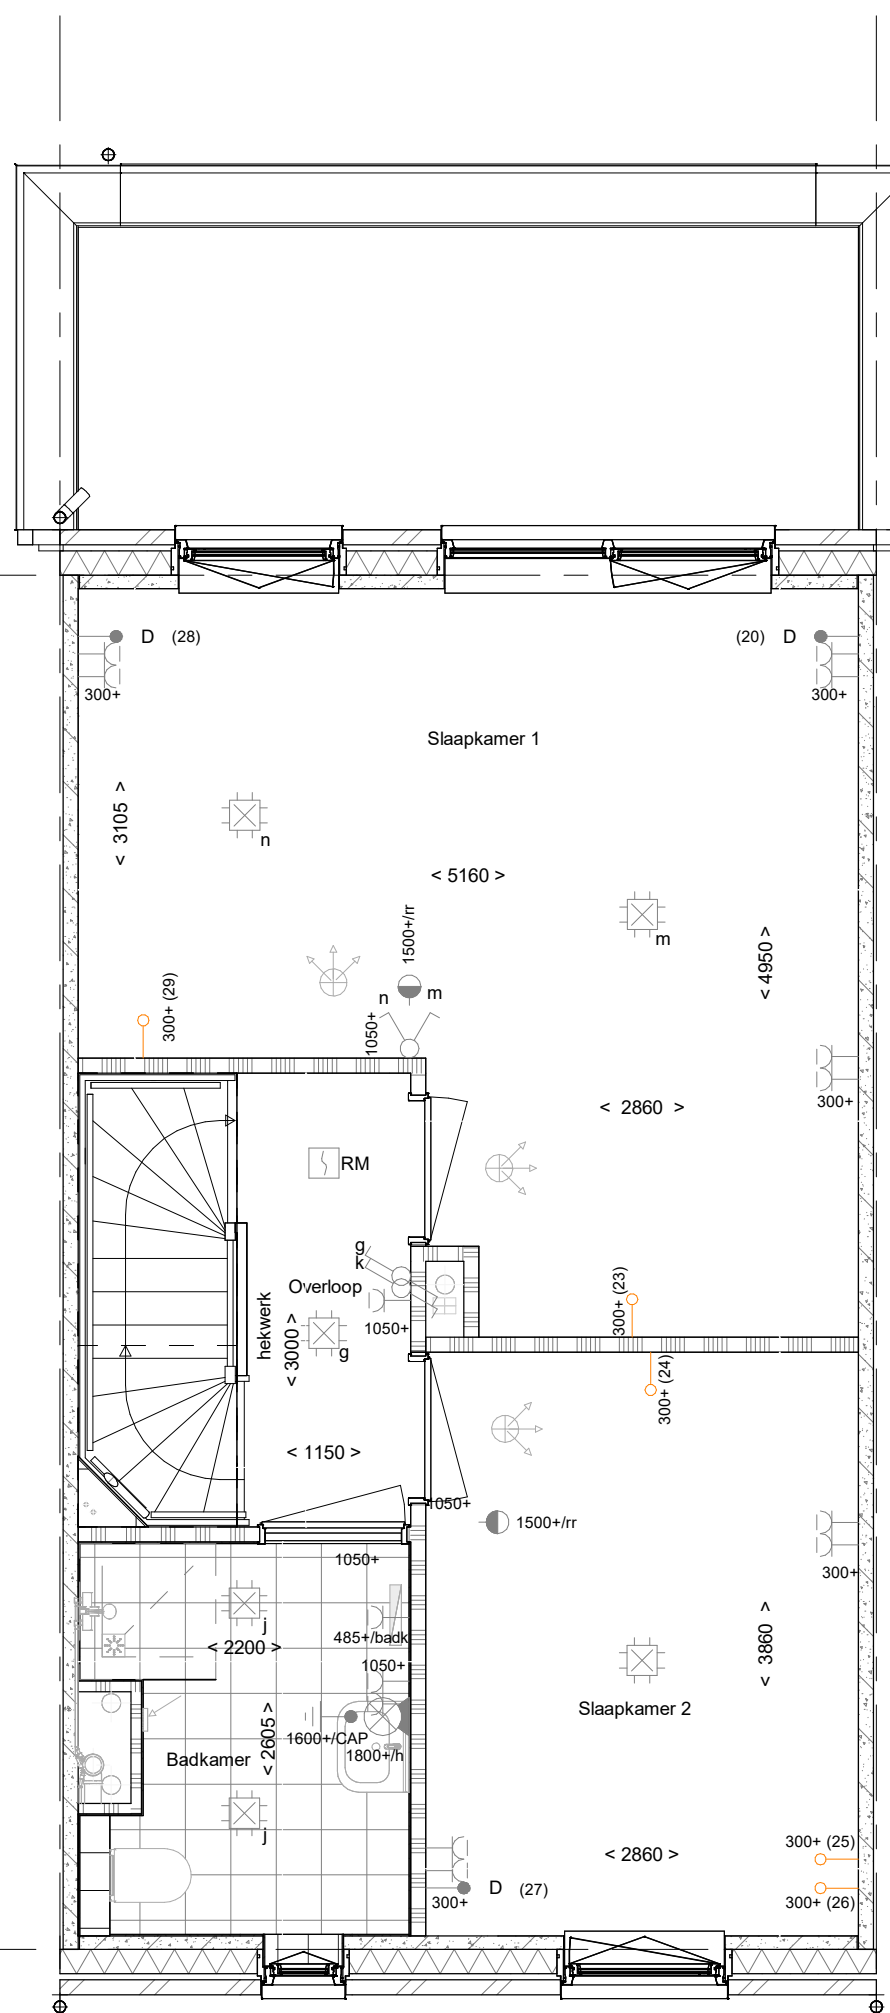 D (28)
(20) D
300+
300+
Slaapkamer 1
< 3105 >
n
< 5160 >
1500+/rr
m
< 4950 >
300+ (29)
n
m
1050+
300+
< 2860 >
RM
g
k
Overloop
hekwerk
< 3000 >
1050+
g
300+ (23)
300+ (24)
< 1150 >
1050+
1500+/rr
1050+
300+
j
485+/badk
< 2200 >
1050+
< 3860 >
Slaapkamer 2
< 2605 >
1600+/CAP
1800+/h
Badkamer
j
300+ (25)
< 2860 >
D (27)
300+
300+ (26)